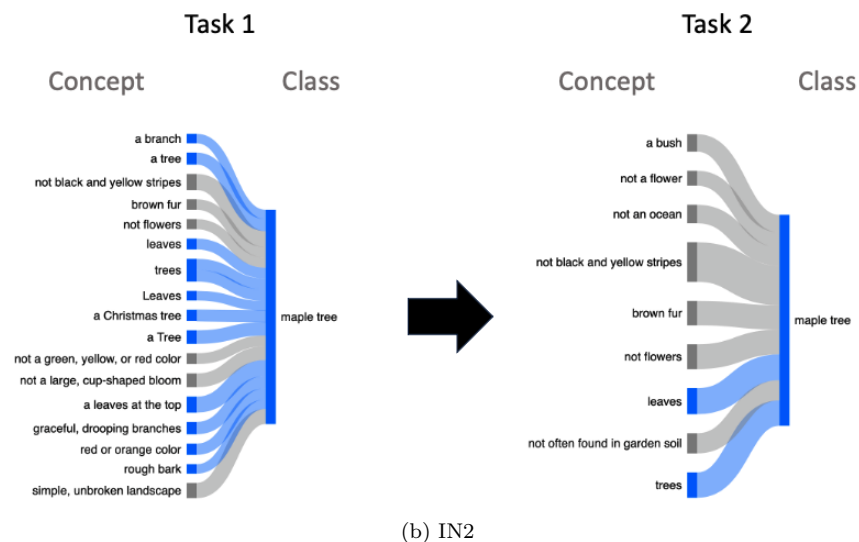 Task 1
Task 2
Concept
Class
Concept
Class
a branch
a tree
not black and yellow stripes
brown fur
not flowers
leaves
trees
Leaves
a Christmas tree
a Tree
not a green, yellow, or red color
not a large, cup-shaped bloom
a leaves at the top
graceful, drooping branches
red or orange color
rough bark
simple, unbroken landscape
maple tree
a bush
not a flower
not an ocean
not black and yellow stripes
brown fur
not flowers
leaves
not often found in garden soil
trees
maple tree
(b) IN2